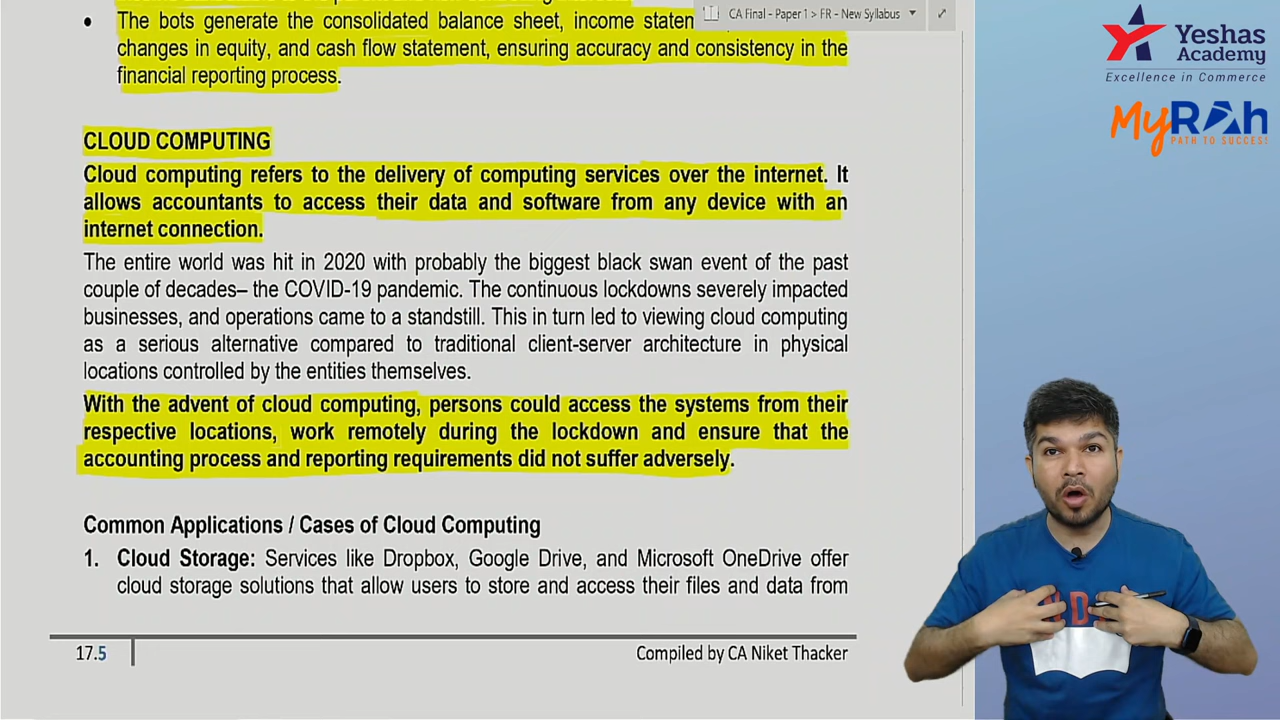 The bots generate the consolidated balance sheet, income
changes in equity, and cash flow statement, ensuring accuracy and consistency in the
financial reporting process.
CA Final - Paper 1 > FR - New Syllabus
CLOUD COMPUTING
Cloud computing refers to the delivery of computing services over the internet. It
allows accountants to access their data and software from any device with an
internet connection.
The entire world was hit in 2020 with probably the biggest black swan event of the past
couple of decades– the COVID-19 pandemic. The continuous lockdowns severely impacted
businesses, and operations came to a standstill. This in turn led to viewing cloud computing
as a serious alternative compared to traditional client-server architecture in physical
locations controlled by the entities themselves.
With the advent of cloud computing, persons could access the systems from their
respective locations, work remotely during the lockdown and ensure that the
accounting process and reporting requirements did not suffer adversely.
Common Applications / Cases of Cloud Computing
1. Cloud Storage: Services like Dropbox, Google Drive, and Microsoft OneDrive offer
cloud storage solutions that allow users to store and access their files and data from
17.5
Compiled by CA Niket Thacker
Yeshas
Academy
Excellence in Commerce
MyRAh
PATH TO SUCCESS